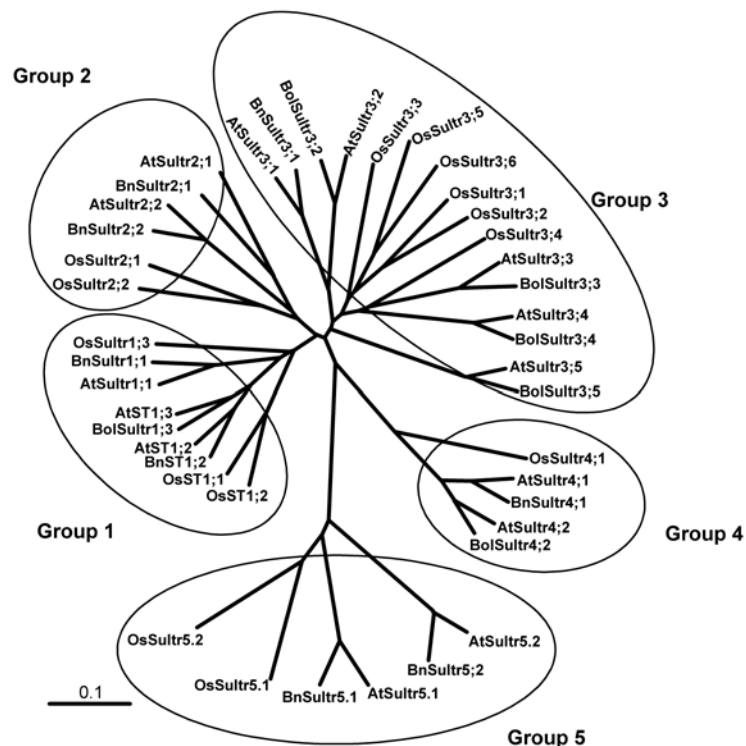 Group 2
AtSultr2;1
BnSultr2;1
AtSultr2;2
BnSultr2;2
OsSultr2;1
OsSultr2;2
AtSultr3;1
BnSultr3;1
BolSultr3;2
AtSultr3;2
OsSultr3;3
OsSultr3;5
OsSultr3;6
OsSultr3;1
OsSultr3;2
OsSultr3;4
AtSultr3;3
BolSultr3;3
AtSultr3;4
BolSultr3;4
AtSultr3;5
BolSultr3;5
Group 3
OsSultr1;3
BnSultr1;1
AtSultr1;1
AtST1;3
BolSultr1;3
AtST1;2
BnST1;2
OsST1;1
OsST1;2
Group 1
OsSultr4;1
AtSultr4;1
BnSultr4;1
AtSultr4;2
BolSultr4;2
Group 4
OsSultr5.2
OsSultr5.1
BnSultr5.1
AtSultr5.1
BnSultr5;2
AtSultr5.2
Group 5
0.1